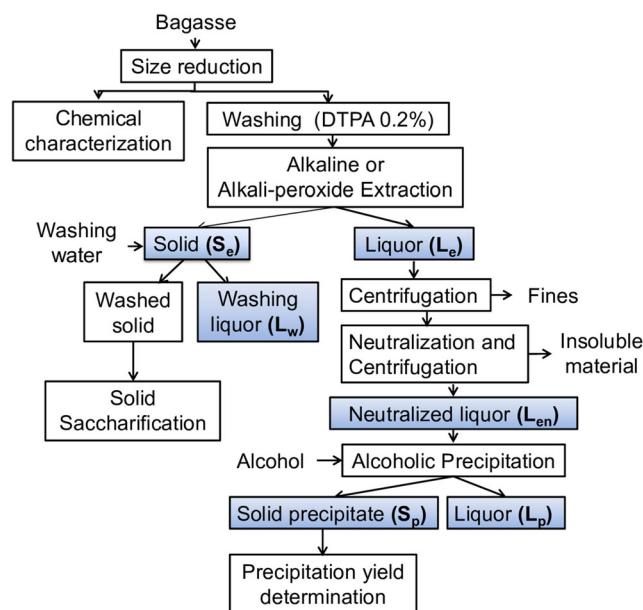 Bagasse
Size reduction
Chemical
characterization
Washing (DTPA 0.2%)
Alkaline or
Alkali-peroxide Extraction
Washing
water
Solid (Se)
Liquor (Le)
Washed
solid
Washing
liquor (Lw)
Centrifugation
Fines
Neutralization and
Centrifugation
Insoluble
material
Solid
Saccharification
Neutralized liquor (Len)
Alcohol
Alcoholic Precipitation
Solid precipitate (Sp)
Liquor (Lp)
Precipitation yield
determination